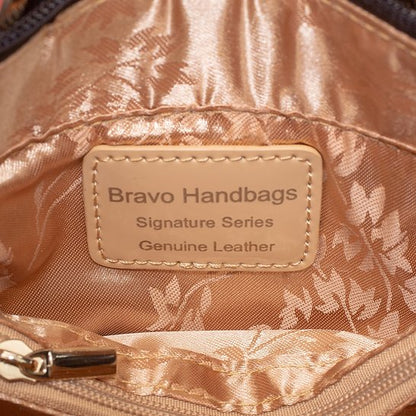 Bravo Handbags
Signature Series
Genuine Leather